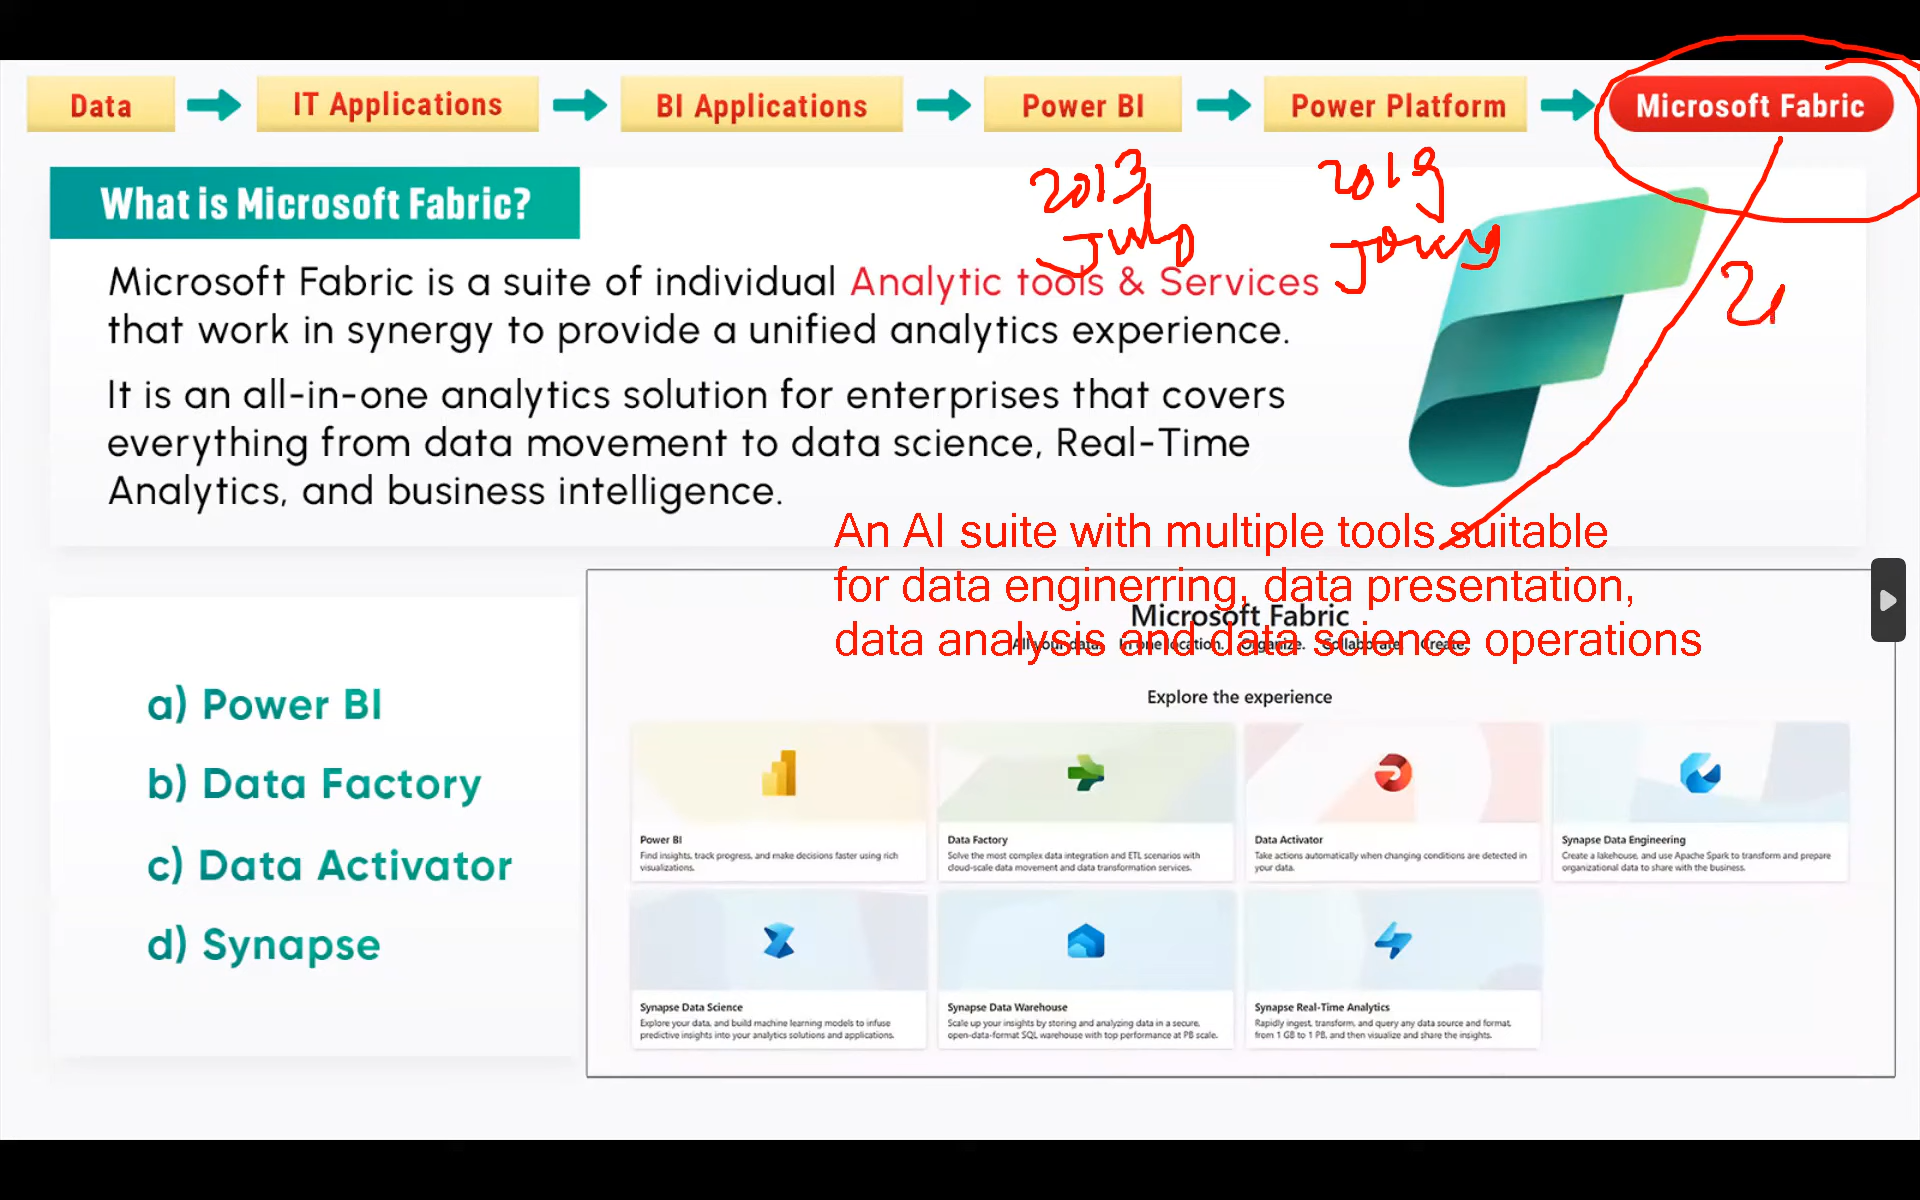 Data
IT Applications
BI Applications
Power BI
Power Platform
Microsoft Fabric
2013
July
2019
What is Microsoft Fabric?
Microsoft Fabric is a suite of individual Analytic tools & Services
that work in synergy to provide a unified analytics experience.
It is an all-in-one analytics solution for enterprises that covers
everything from data movement to data science, Real-Time
Analytics, and business intelligence.
An AI suite with multiple tools suitable
for data enginerring, data presentation,
data analysis and data science operations
a) Power BI
b) Data Factory
c) Data Activator
d) Synapse
Microsoft Fabric
All your data. In one location. Organize. Collaborate. Create.
Explore the experience
Power BI
Find insights, track progress, and make decisions faster using rich
visualizations.
Data Factory
Solve the most complex data integration and ETL scenarios with
cloud-scale data movement and data transformation services.
Data Activator
Take actions automatically when changing conditions are detected in
your data.
Synapse Data Engineering
Create a lakehouse, and use Apache Spark to transform and prepare
organizational data to share with the business.
Synapse Data Science
Explore your data, and build machine learning models to infuse
predictive insights into your analytics solutions and applications.
Synapse Data Warehouse
Scale up your insights by storing and analyzing data in a secure,
open-data-format SQL warehouse with top performance at PB scale.
Synapse Real-Time Analytics
Rapidly ingest, transform, and query any data source and format,
from 1 GB to 1 PB, and then visualize and share the insights.